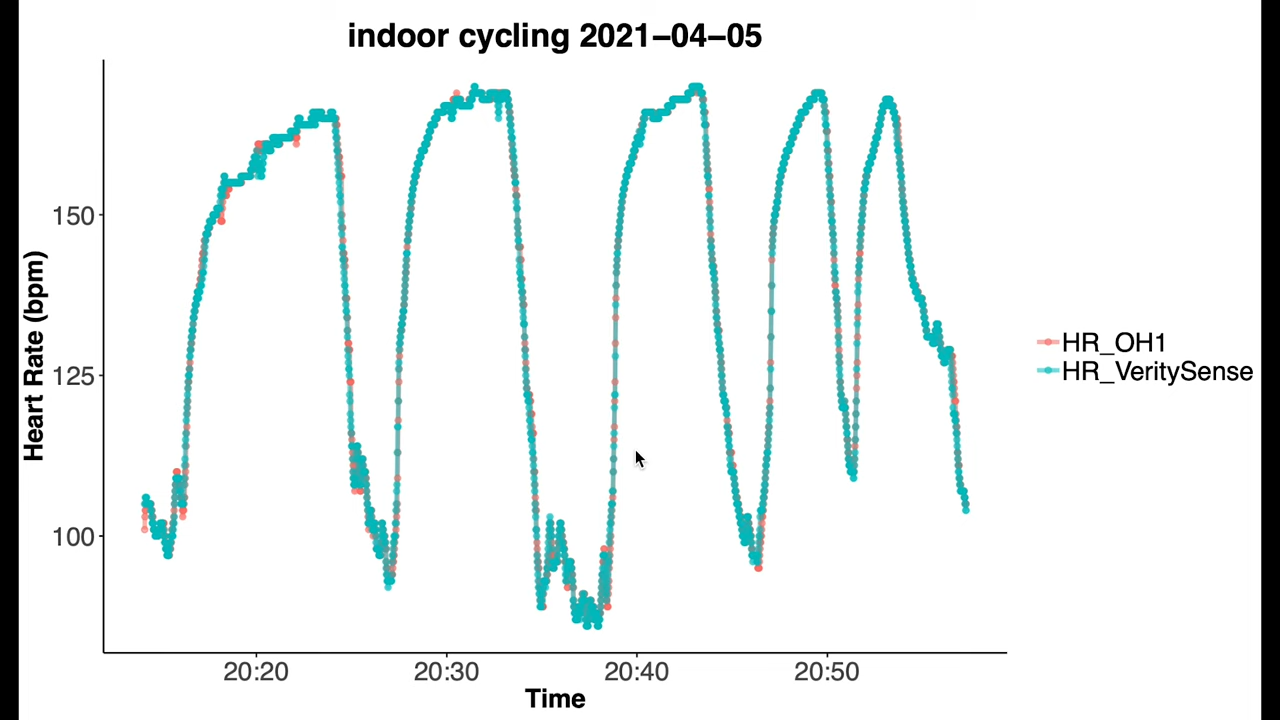 indoor cycling 2021−04−05
Heart Rate (bpm)
150
125
100
20:20 20:30 20:40 20:50
Time
HR_OH1
HR_VeritySense